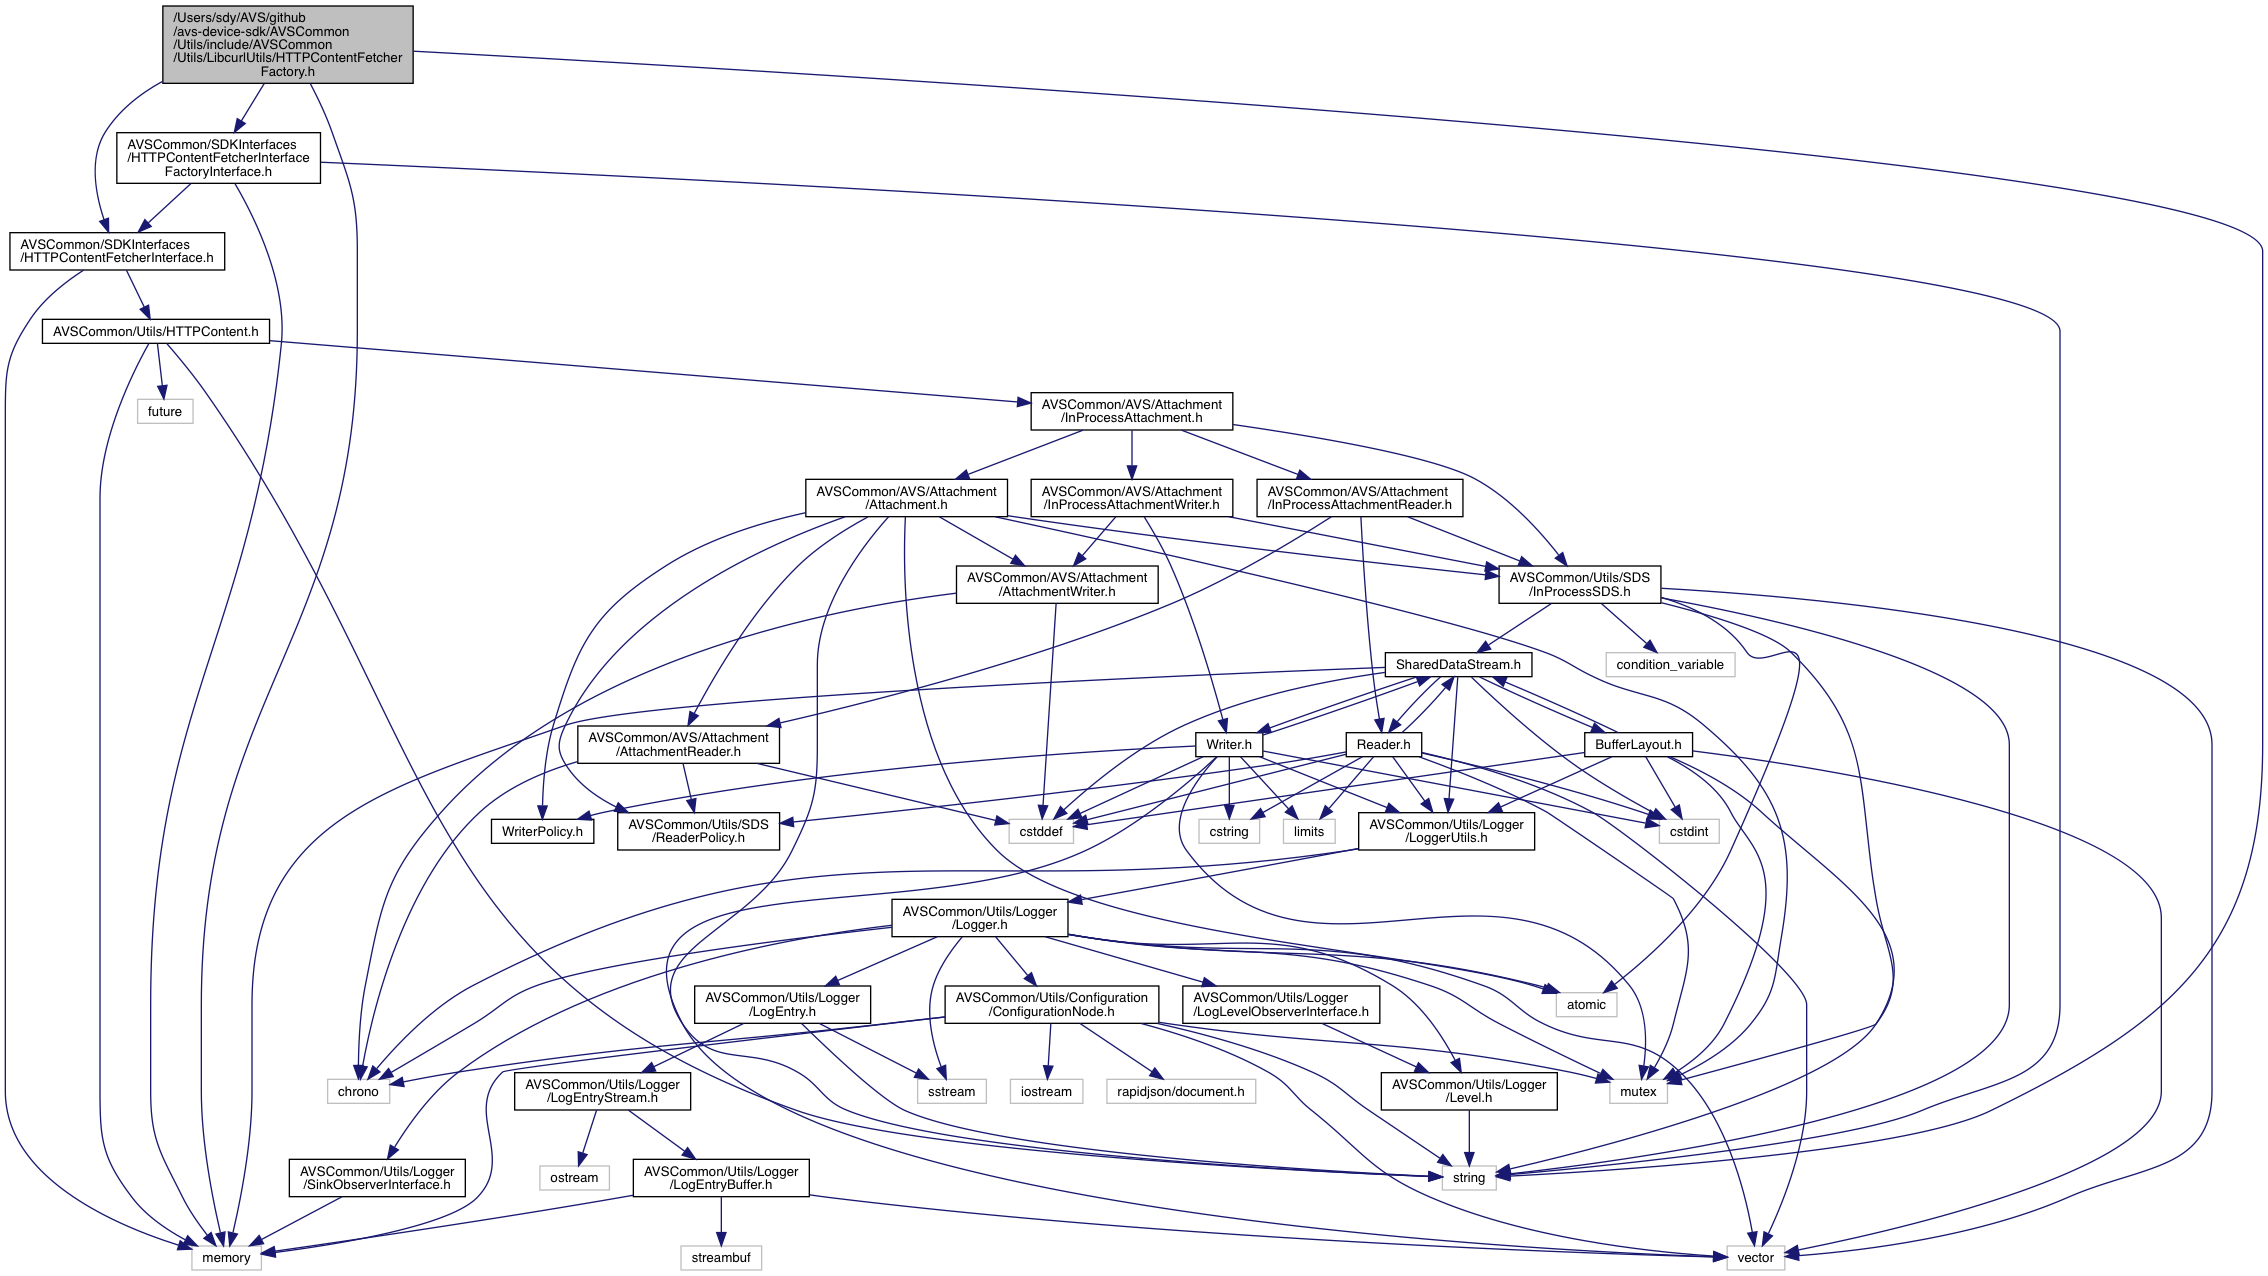 /Users/sdy/AVS/github
/avs-device-sdk/AVSCommon
/Utils/include/AVSCommon
/Utils/LibcurlUtils/HTTPContentFetcher
Factory.h
AVSCommon/SDKInterfaces
/HTTPContentFetcherInterface
FactoryInterface.h
AVSCommon/SDKInterfaces
/HTTPContentFetcherInterface.h
AVSCommon/Utils/HTTPContent.h
future
AVSCommon/AVS/Attachment
/InProcessAttachment.h
AVSCommon/AVS/Attachment
/Attachment.h
AVSCommon/AVS/Attachment
/InProcessAttachmentWriter.h
AVSCommon/AVS/Attachment
/InProcessAttachmentReader.h
AVSCommon/AVS/Attachment
/AttachmentWriter.h
AVSCommon/Utils/SDS
/InProcessSDS.h
SharedDataStream.h
condition_variable
AVSCommon/AVS/Attachment
/AttachmentReader.h
Writer.h
Reader.h
BufferLayout.h
WriterPolicy.h
AVSCommon/Utils/SDS
/ReaderPolicy.h
cstddef
cstring
limits
AVSCommon/Utils/Logger
/LoggerUtils.h
cstdint
AVSCommon/Utils/Logger
/Logger.h
AVSCommon/Utils/Logger
/LogEntry.h
AVSCommon/Utils/Configuration
/ConfigurationNode.h
AVSCommon/Utils/Logger
/LogLevelObserverInterface.h
atomic
chrono
AVSCommon/Utils/Logger
/LogEntryStream.h
sstream
iostream
rapidjson/document.h
AVSCommon/Utils/Logger
/Level.h
mutex
AVSCommon/Utils/Logger
/SinkObserverInterface.h
ostream
AVSCommon/Utils/Logger
/LogEntryBuffer.h
string
memory
streambuf
vector